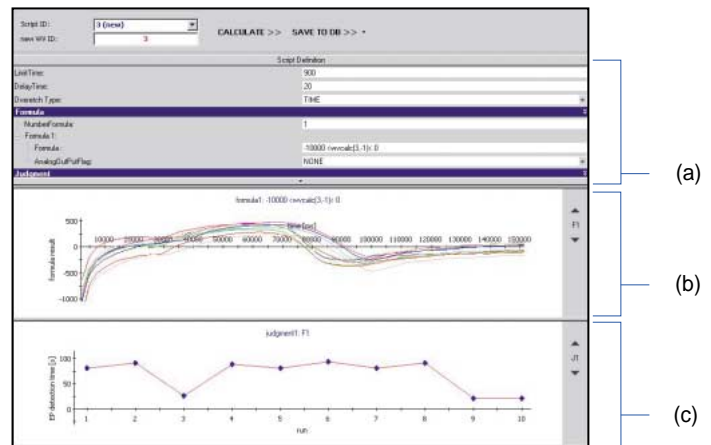 Script ID: 3 (new)
new WV ID: 3
CALCULATE >> SAVE TO DB >>
Script Definition
LimitTime: 900
DelayTime: 20
Overetch Type: TIME
Formula
NumberFormula: 1
Formula 1:
Formula: -10000 <wvcalc(3,-1)< 0
AnalogOutPutFlag: NONE
Judgment
(a)
formula1: -10000 <wvcalc(3,-1)< 0
formula result
500
0
-500
-1000
time [ms]
10000 20000 30000 40000 50000 60000 70000 80000 90000 100000 110000 120000 130000 140000 150000
F1
(b)
judgment1: F1
EP detection time [s]
100
50
0
1 2 3 4 5 6 7 8 9 10
run
J1
(c)